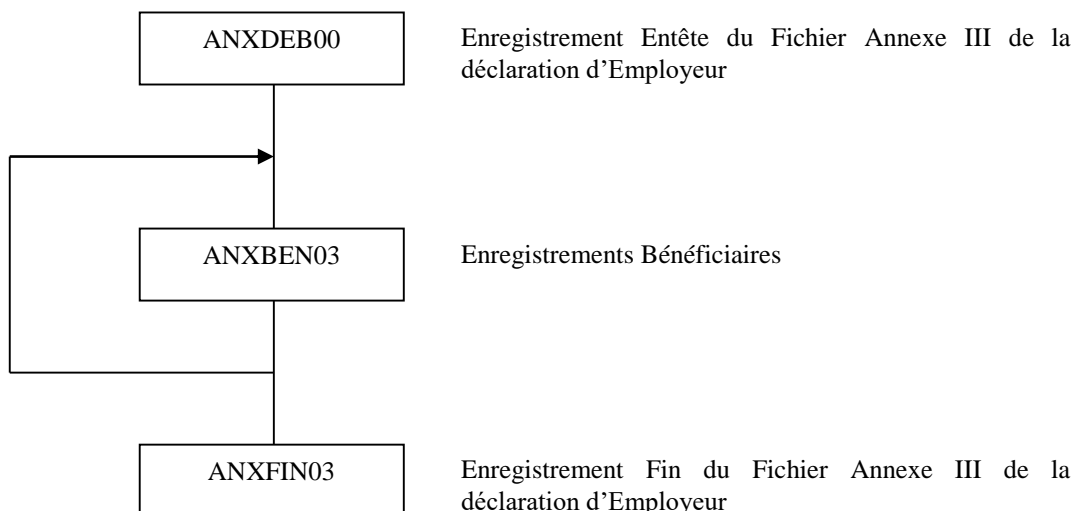 ANXDEB00
Enregistrement Entête du Fichier Annexe III de la
déclaration d'Employeur
ANXBEN03
Enregistrements Bénéficiaires
ANXFIN03
Enregistrement Fin du Fichier Annexe III de la
déclaration d'Employeur